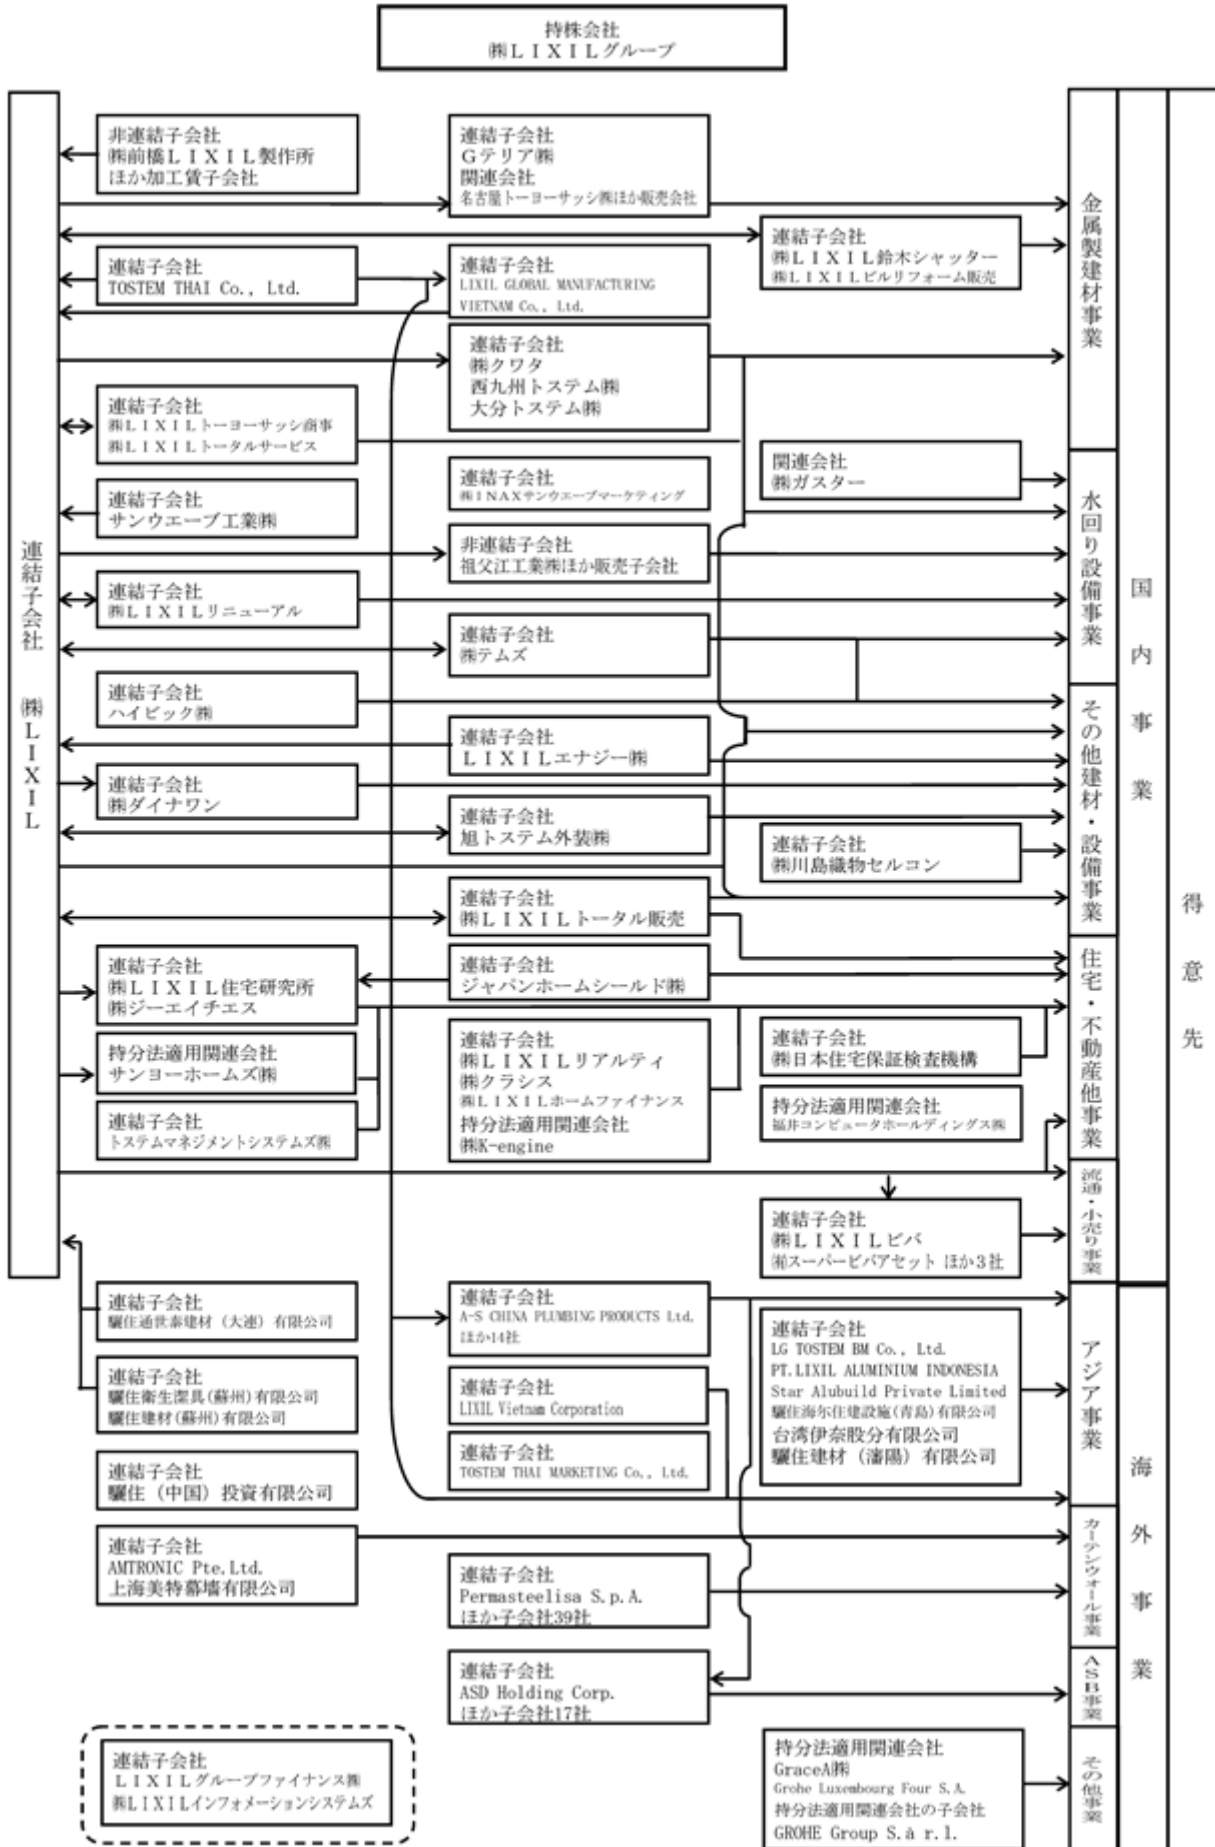 持株会社
㈱ＬＩＸＩＬグループ
連結子会社　㈱ＬＩＸＩＬ
非連結子会社
㈱前橋ＬＩＸＩＬ製作所
ほか加工賃子会社
連結子会社
Ｇテリア㈱
関連会社
名古屋トーヨーサッシ㈱ほか販売会社
連結子会社
㈱ＬＩＸＩＬ鈴木シャッター
㈱ＬＩＸＩＬビルリフォーム販売
連結子会社
TOSTEM THAI Co., Ltd.
連結子会社
LIXIL GLOBAL MANUFACTURING
VIETNAM Co., Ltd.
連結子会社
㈱クワタ
西九州トステム㈱
大分トステム㈱
連結子会社
㈱ＬＩＸＩＬトーヨーサッシ商事
㈱ＬＩＸＩＬトータルサービス
関連会社
㈱ガスター
連結子会社
㈱ＩＮＡＸサンウエーブマーケティング
連結子会社
サンウエーブ工業㈱
非連結子会社
祖父江工業㈱ほか販売子会社
連結子会社
㈱ＬＩＸＩＬリニューアル
連結子会社
㈱テムズ
連結子会社
ハイビック㈱
連結子会社
ＬＩＸＩＬエナジー㈱
連結子会社
㈱ダイナワン
連結子会社
旭トステム外装㈱
連結子会社
㈱川島織物セルコン
連結子会社
㈱ＬＩＸＩＬトータル販売
連結子会社
㈱ＬＩＸＩＬ住宅研究所
㈱ジーエイチエス
連結子会社
ジャパンホームシールド㈱
持分法適用関連会社
サンヨーホームズ㈱
連結子会社
㈱ＬＩＸＩＬリアルティ
㈱クラシス
㈱ＬＩＸＩＬホームファイナンス
持分法適用関連会社
㈱K-engine
連結子会社
㈱日本住宅保証検査機構
連結子会社
トステムマネジメントシステムズ㈱
持分法適用関連会社
福井コンピュータホールディングス㈱
連結子会社
㈱ＬＩＸＩＬビバ
㈲スーパービバアセット ほか３社
連結子会社
驪住通世泰建材（大連）有限公司
連結子会社
A-S CHINA PLUMBING PRODUCTS Ltd.
ほか14社
連結子会社
LG TOSTEM BM Co., Ltd.
PT.LIXIL ALUMINIUM INDONESIA
Star Alubuild Private Limited
驪住海尔住建設施(青島)有限公司
台湾伊奈股分有限公司
驪住建材（瀋陽）有限公司
連結子会社
驪住衛生潔具(蘇州)有限公司
驪住建材(蘇州)有限公司
連結子会社
LIXIL Vietnam Corporation
連結子会社
TOSTEM THAI MARKETING Co., Ltd.
連結子会社
驪住（中国）投資有限公司
連結子会社
AMTRONIC Pte.Ltd.
上海美特幕墻有限公司
連結子会社
Permasteelisa S.p.A.
ほか子会社39社
連結子会社
ASD Holding Corp.
ほか子会社17社
連結子会社
ＬＩＸＩＬグループファイナンス㈱
㈱ＬＩＸＩＬインフォメーションシステムズ
持分法適用関連会社
GraceA㈱
Grohe Luxembourg Four S.A.
持分法適用関連会社の子会社
GROHE Group S.à r.l.
金属製建材事業
水回り設備事業
その他建材・設備事業
住宅・不動産他事業
流通・小売り事業
アジア事業
カーテンウォール事業
ＡＳＢ事業
その他事業
国内事業
海外事業
得意先